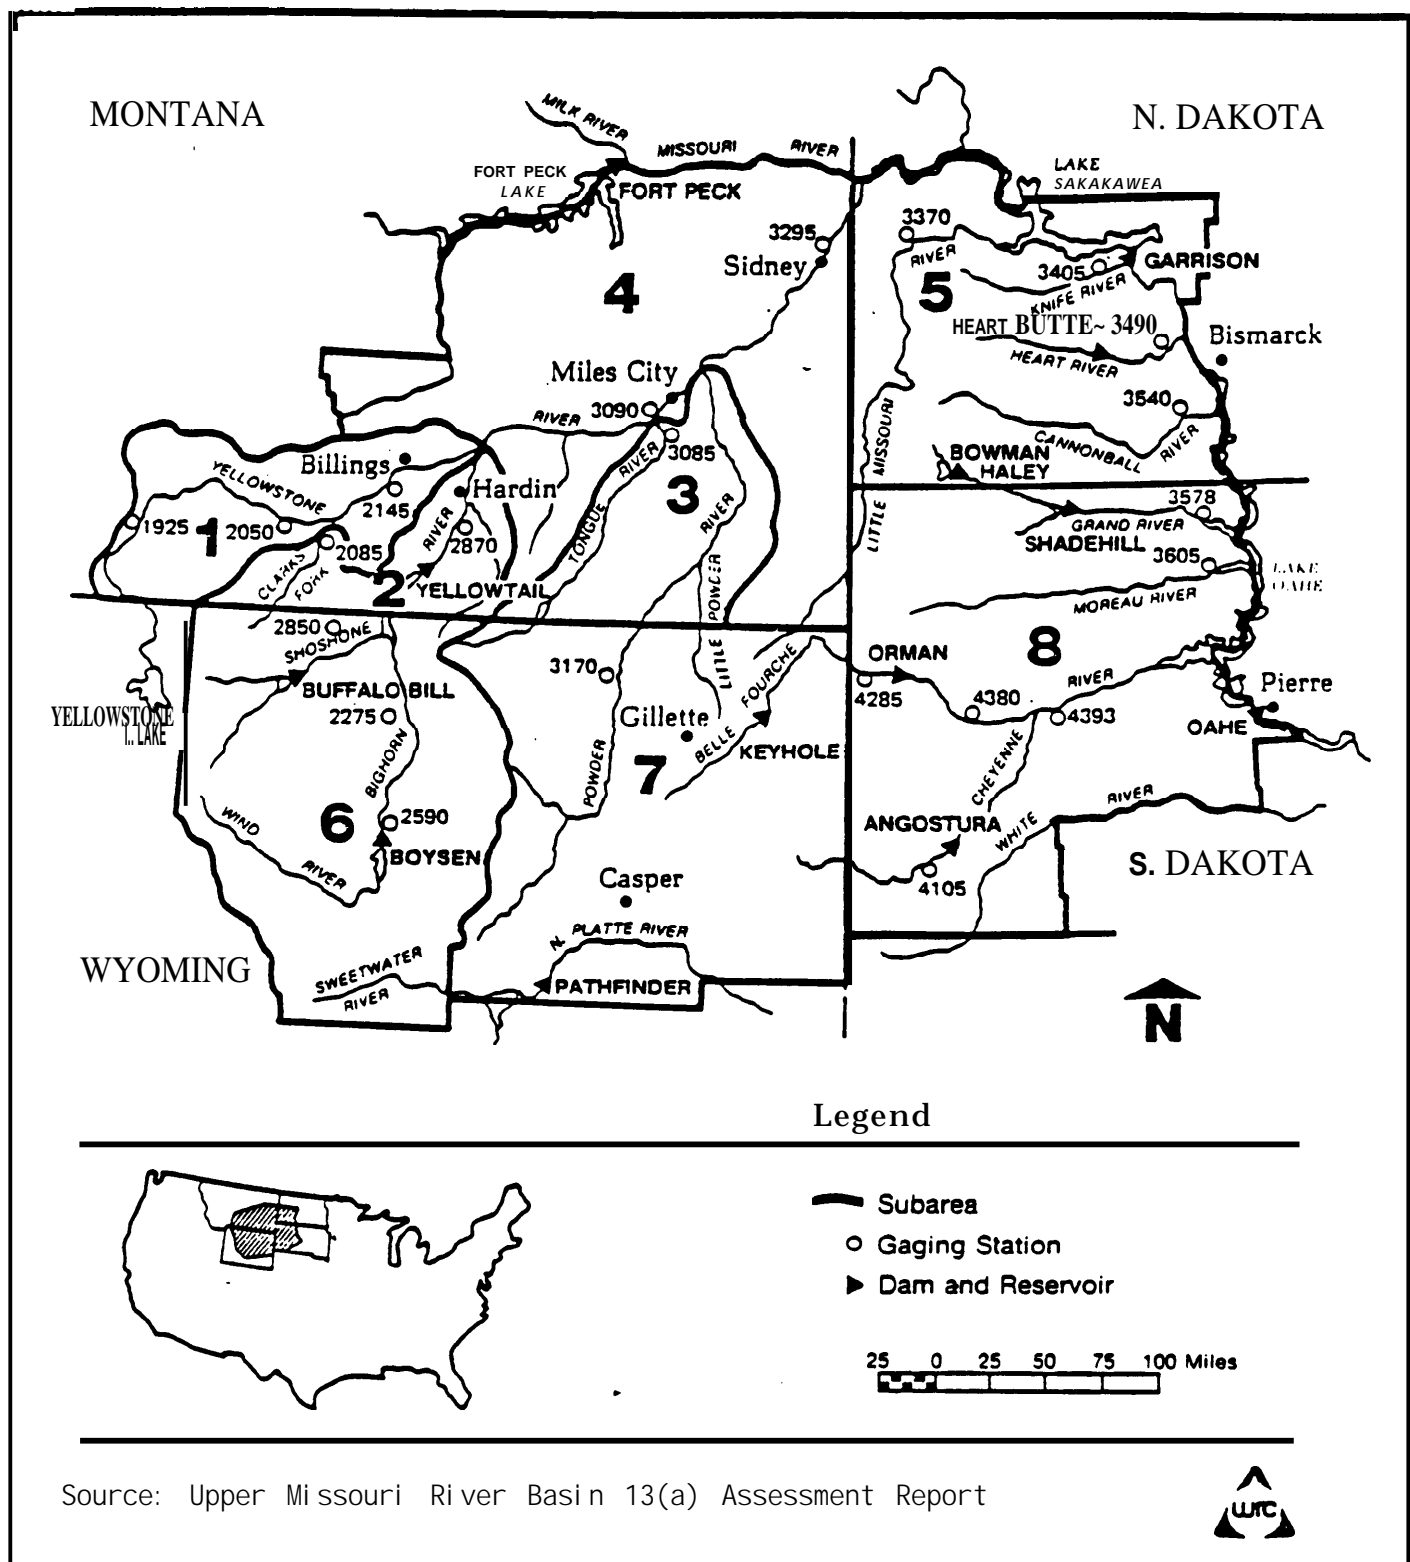 MONTANA
N. DAKOTA
MILK RIVER
MISSOURI RIVER
FORT PECK
LAKE
FORT PECK
LAKE
SAKAKAWEA
3295
Sidney
3370
RIVER
3405
GARRISON
KNIFE RIVER
4
5
HEART BUTTE~ 3490
Bismarck
HEART RIVER
Miles City
3090
RIVER
3085
3540
CANNONBALL
RIVER
LITTLE MISSOURI
BOWMAN
HALEY
Billings
YELLOWSTONE
2145
Hardin
RIVER
2870
TONGUE
RIVER
3
RIVER
1925
1
2050
2085
CLARKS
FORK
2
YELLOWTAIL
LITTLE POWDER
3578
GRAND RIVER
SHADEHILL
3605
LAKE
OAHE
MOREAU RIVER
2850
SHOSHONE
BUFFALO BILL
2275
3170
Gillette
BELLE FOURCHE
KEYHOLE
ORMAN
4285
4380
8
RIVER
4393
Pierre
OAHE
YELLOWSTONE
L. LAKE
BIGHORN
POWDER
7
CHEYENNE
WIND
RIVER
6
2590
BOYSEN
ANGOSTURA
WHITE
RIVER
4105
S. DAKOTA
Casper
N. PLATTE RIVER
WYOMING
SWEETWATER
RIVER
PATHFINDER
N
Legend
Subarea
Gaging Station
Dam and Reservoir
25 0 25 50 75 100 Miles
Source: Upper Missouri River Basin 13(a) Assessment Report
wrc